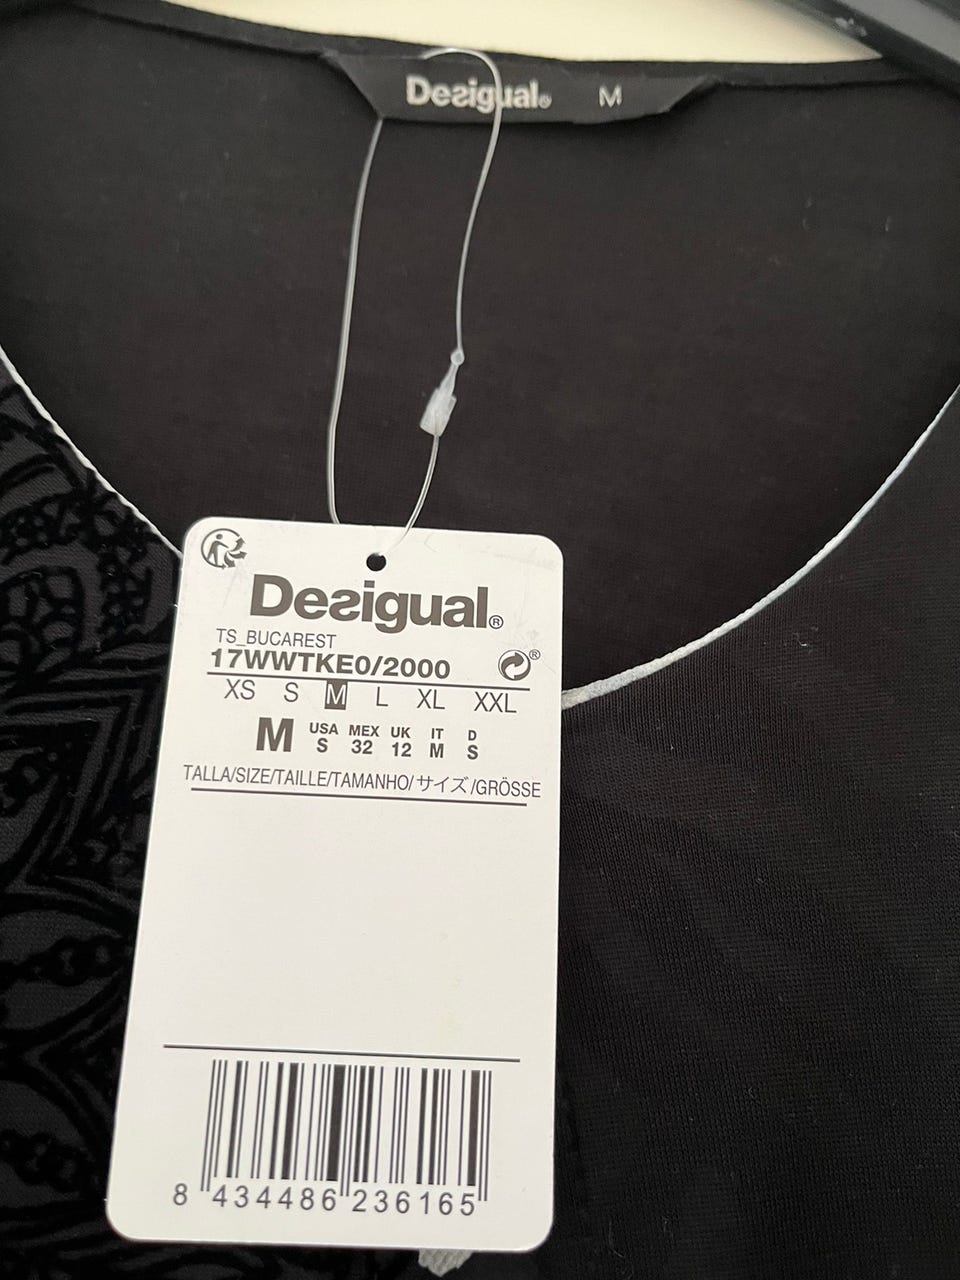 Desigual® M
Desigual®
TS_BUCAREST
17WWTKE0/2000
XS S M L XL XXL
M USA S MEX 32 UK 12 IT M D S
TALLA/SIZE/TAILLE/TAMANHO/サイズ/GRÖSSE
8 434486 236165